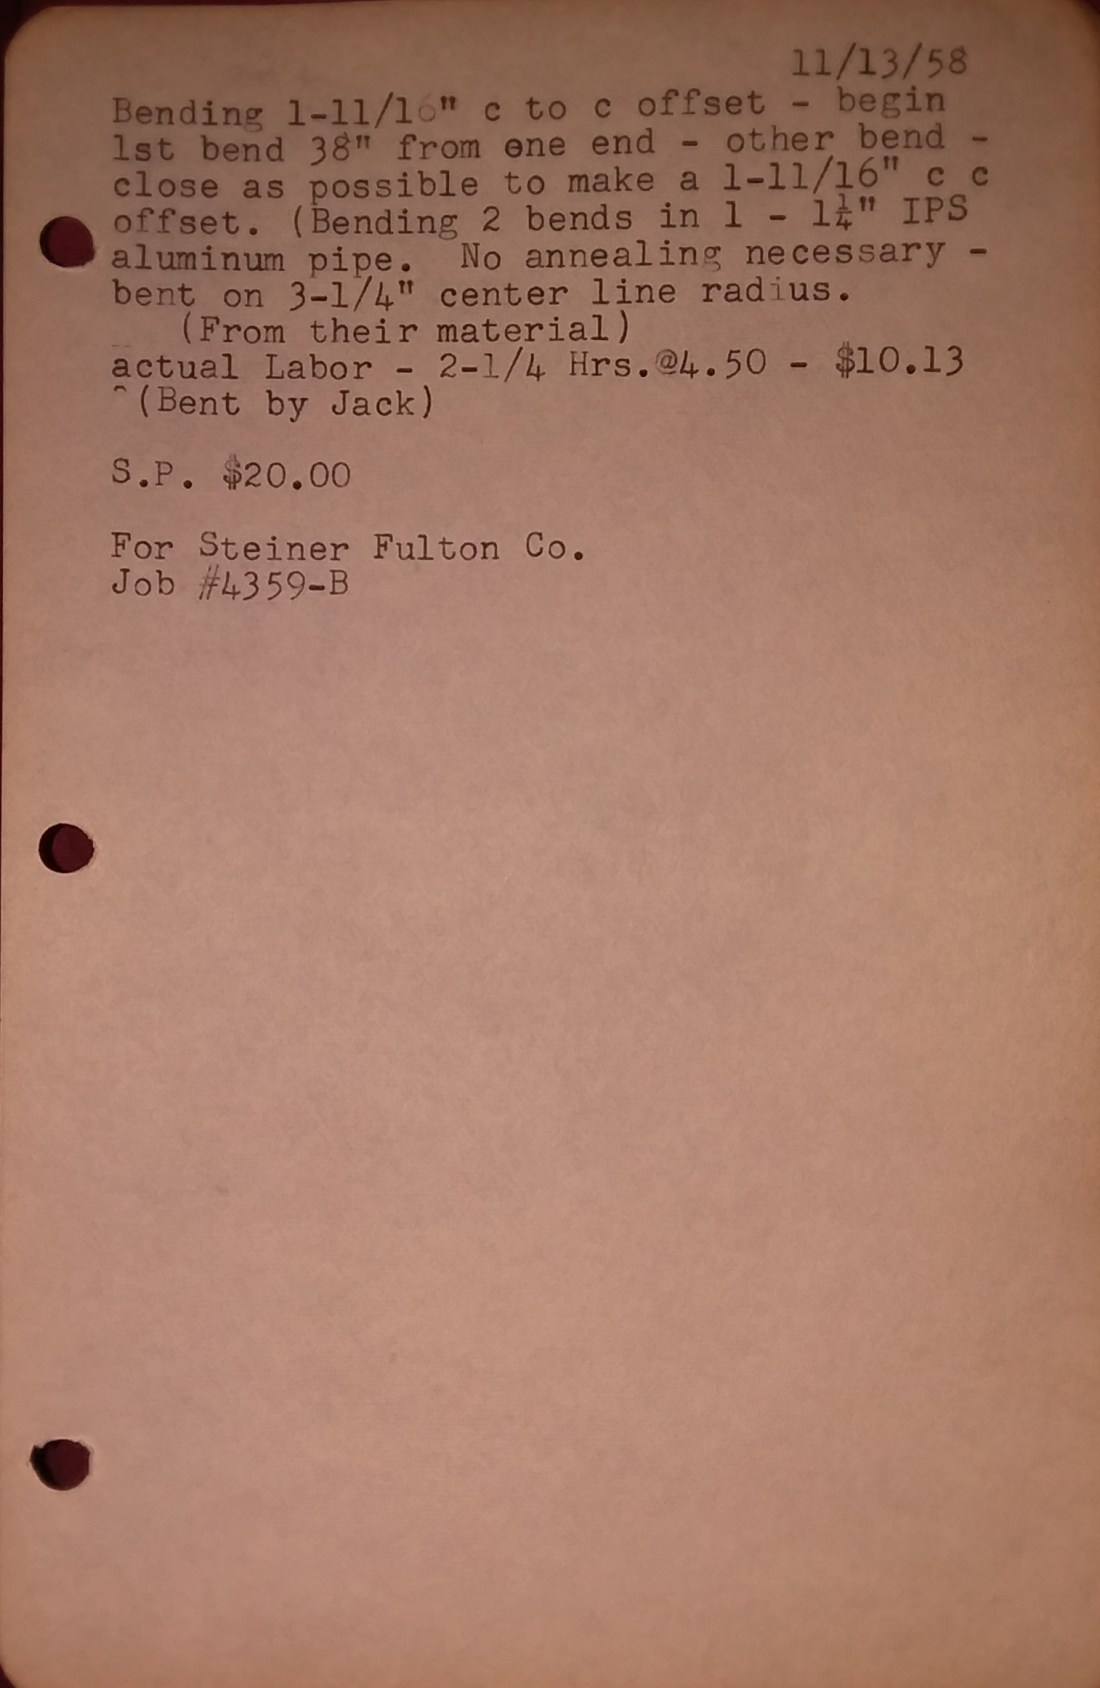 11/13/58
Bending 1-11/16" c to c offset - begin
1st bend 38" from one end - other bend -
close as possible to make a 1-11/16" c c
offset. (Bending 2 bends in 1 - 1¼" IPS
aluminum pipe.  No annealing necessary -
bent on 3-1/4" center line radius.
(From their material)
actual Labor - 2-1/4 Hrs.@4.50 - $10.13
^(Bent by Jack)
S.P. $20.00
For Steiner Fulton Co.
Job #4359-B